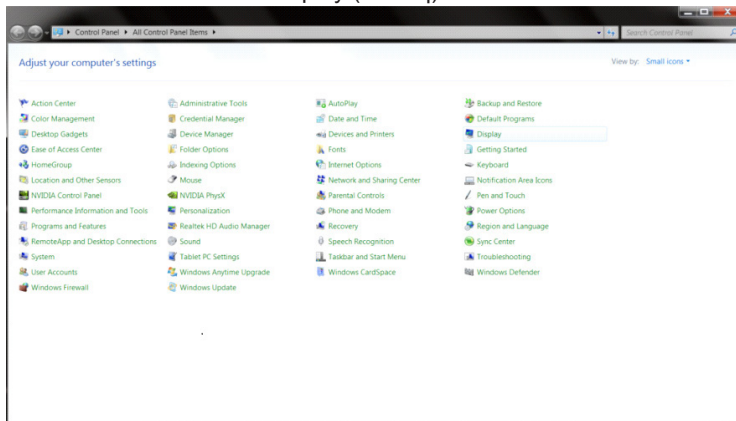 Control Panel ▸ All Control Panel Items ▸ Search Control Panel
Adjust your computer's settings View by: Small icons
Action Center Administrative Tools AutoPlay Backup and Restore
Color Management Credential Manager Date and Time Default Programs
Desktop Gadgets Device Manager Devices and Printers Display
Ease of Access Center Folder Options Fonts Getting Started
HomeGroup Indexing Options Internet Options Keyboard
Location and Other Sensors Mouse Network and Sharing Center Notification Area Icons
NVIDIA Control Panel NVIDIA PhysX Parental Controls Pen and Touch
Performance Information and Tools Personalization Phone and Modem Power Options
Programs and Features Realtek HD Audio Manager Recovery Region and Language
RemoteApp and Desktop Connections Sound Speech Recognition Sync Center
System Tablet PC Settings Taskbar and Start Menu Troubleshooting
User Accounts Windows Anytime Upgrade Windows CardSpace Windows Defender
Windows Firewall Windows Update